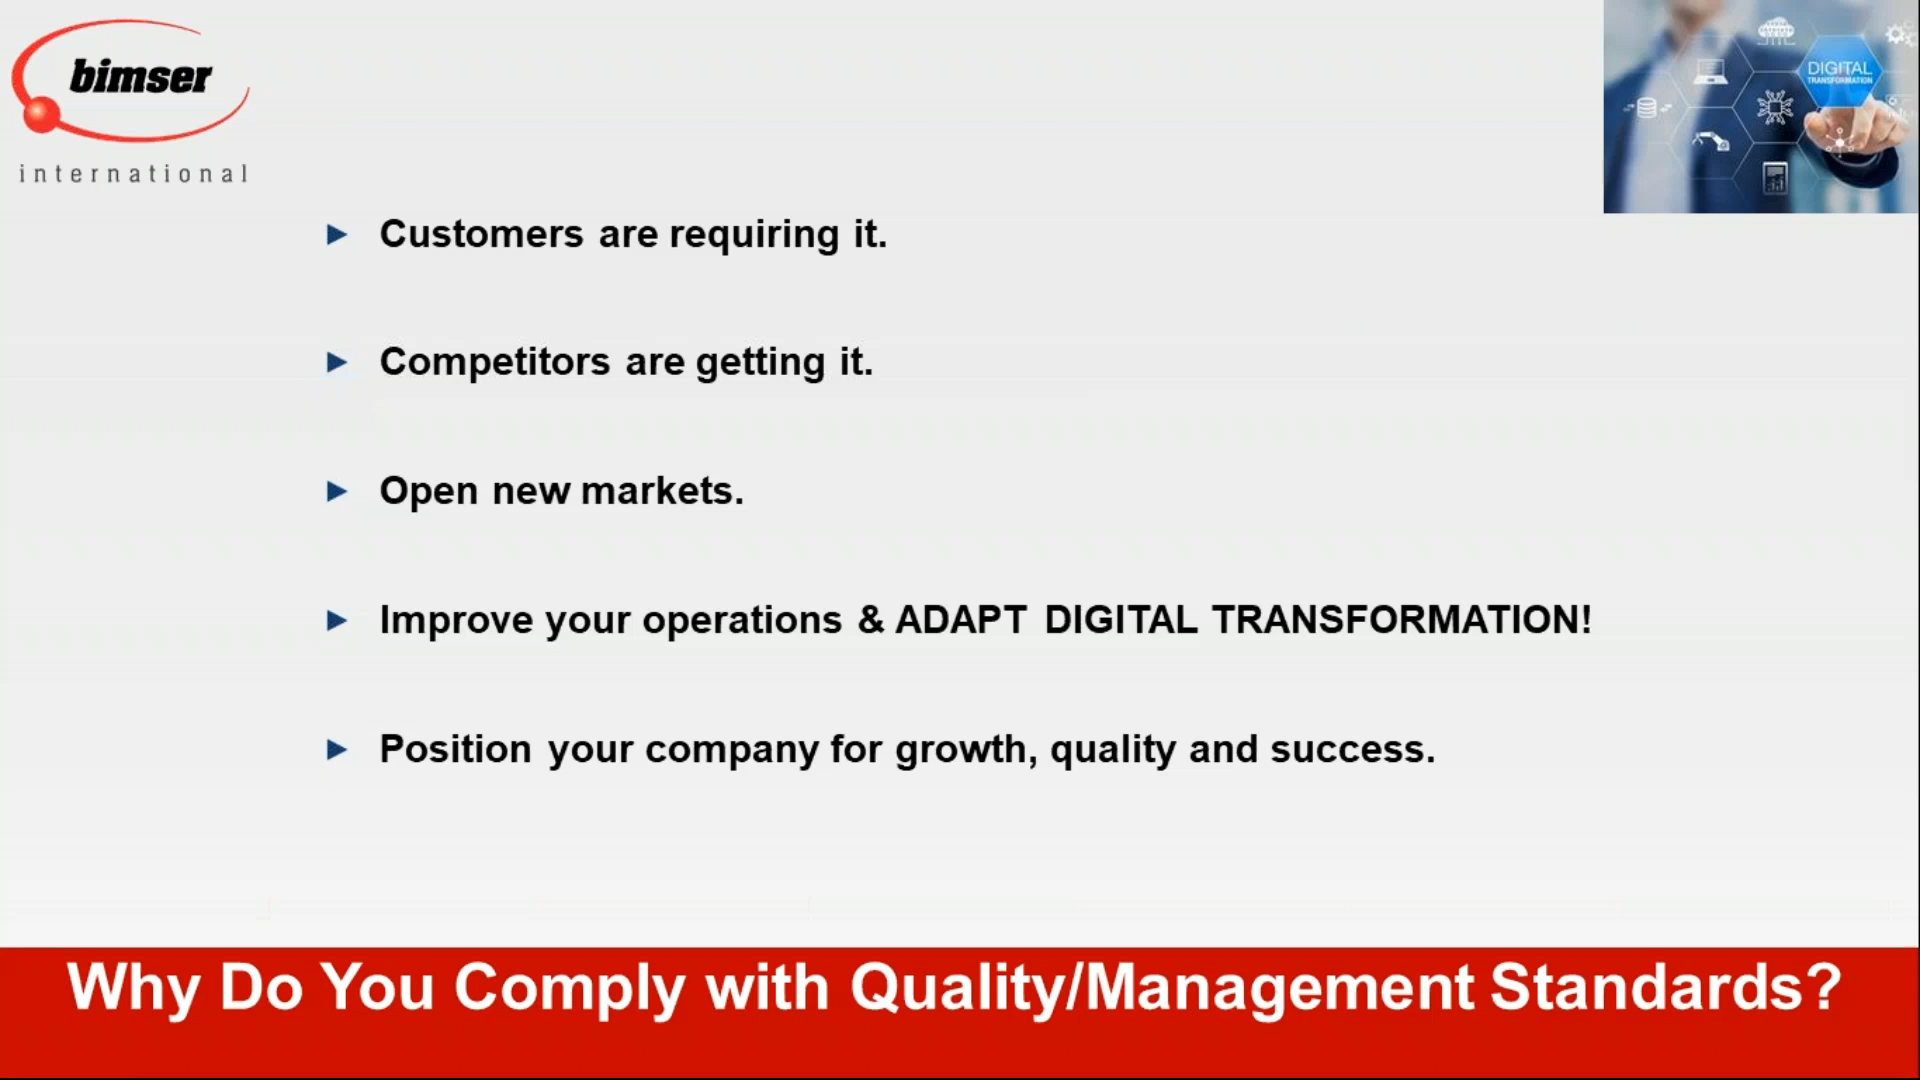 bimser
international
DIGITAL
TRANSFORMATION
► Customers are requiring it.
► Competitors are getting it.
► Open new markets.
► Improve your operations & ADAPT DIGITAL TRANSFORMATION!
► Position your company for growth, quality and success.
Why Do You Comply with Quality/Management Standards?